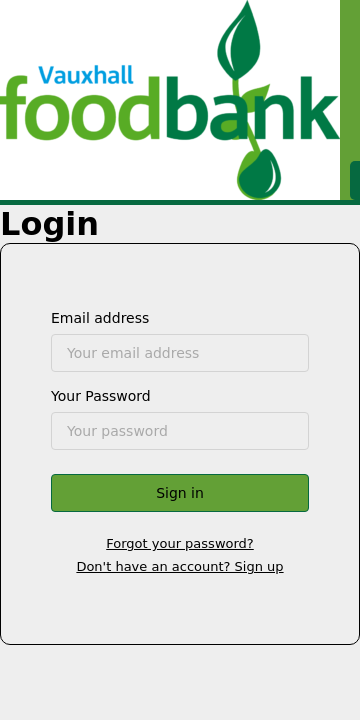 Vauxhall
foodbank
Login
Email address
Your email address
Your Password
Your password
Sign in
Forgot your password?
Don't have an account? Sign up